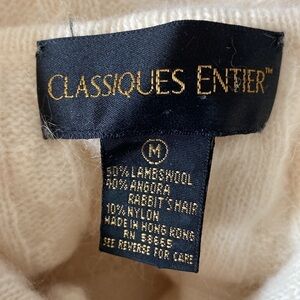 CLASSIQUES ENTIER™
M
50% LAMBSWOOL
40% ANGORA
RABBIT'S HAIR
10% NYLON
MADE IN HONG KONG
RN 58665
SEE REVERSE FOR CARE